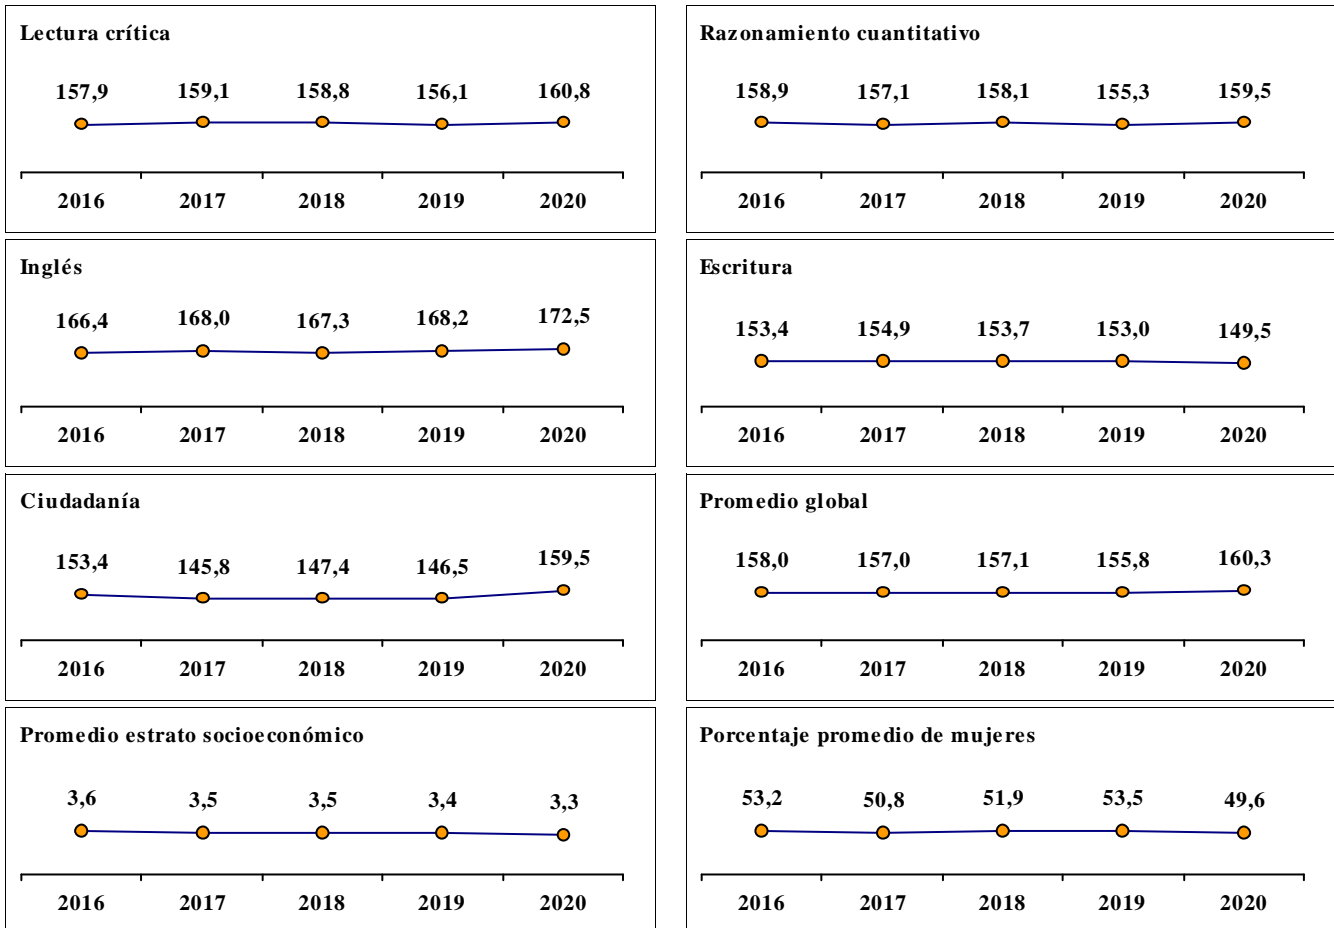 Lectura crítica
157,9 159,1 158,8 156,1 160,8
2016 2017 2018 2019 2020
Razonamiento cuantitativo
158,9 157,1 158,1 155,3 159,5
2016 2017 2018 2019 2020
Inglés
166,4 168,0 167,3 168,2 172,5
2016 2017 2018 2019 2020
Escritura
153,4 154,9 153,7 153,0 149,5
2016 2017 2018 2019 2020
Ciudadanía
153,4 145,8 147,4 146,5 159,5
2016 2017 2018 2019 2020
Promedio global
158,0 157,0 157,1 155,8 160,3
2016 2017 2018 2019 2020
Promedio estrato socioeconómico
3,6 3,5 3,5 3,4 3,3
2016 2017 2018 2019 2020
Porcentaje promedio de mujeres
53,2 50,8 51,9 53,5 49,6
2016 2017 2018 2019 2020